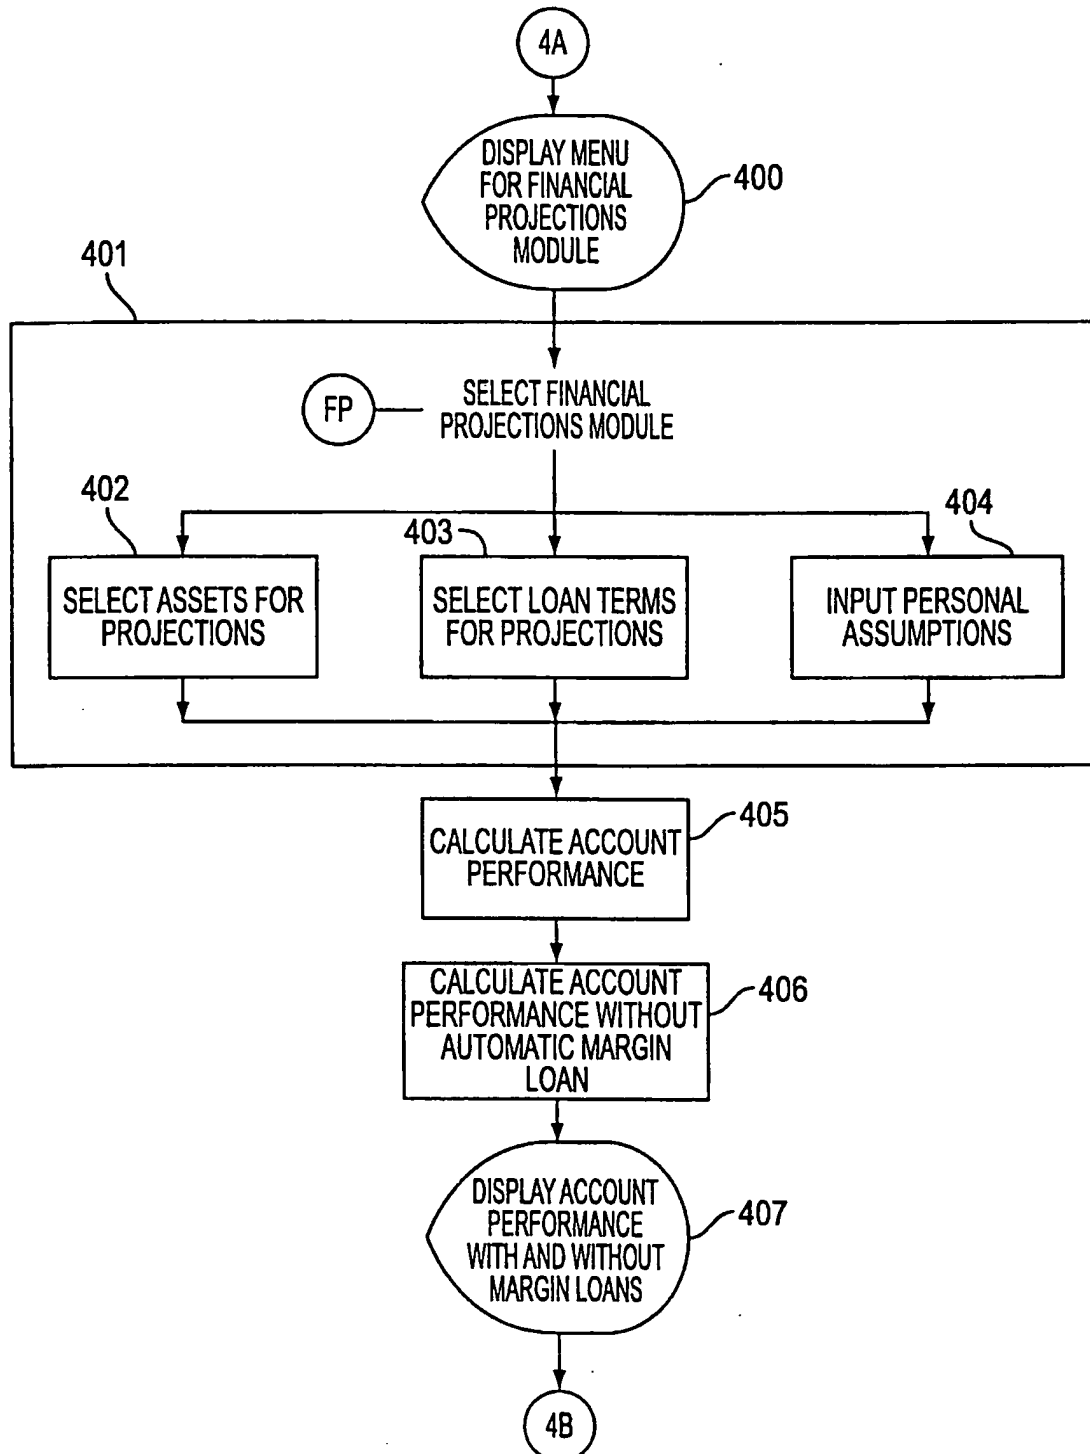 4A
DISPLAY MENU
FOR FINANCIAL
PROJECTIONS
MODULE
400
401
FP
SELECT FINANCIAL
PROJECTIONS MODULE
402
403
404
SELECT ASSETS FOR
PROJECTIONS
SELECT LOAN TERMS
FOR PROJECTIONS
INPUT PERSONAL
ASSUMPTIONS
CALCULATE ACCOUNT
PERFORMANCE
405
CALCULATE ACCOUNT
PERFORMANCE WITHOUT
AUTOMATIC MARGIN
LOAN
406
DISPLAY ACCOUNT
PERFORMANCE
WITH AND WITHOUT
MARGIN LOANS
407
4B